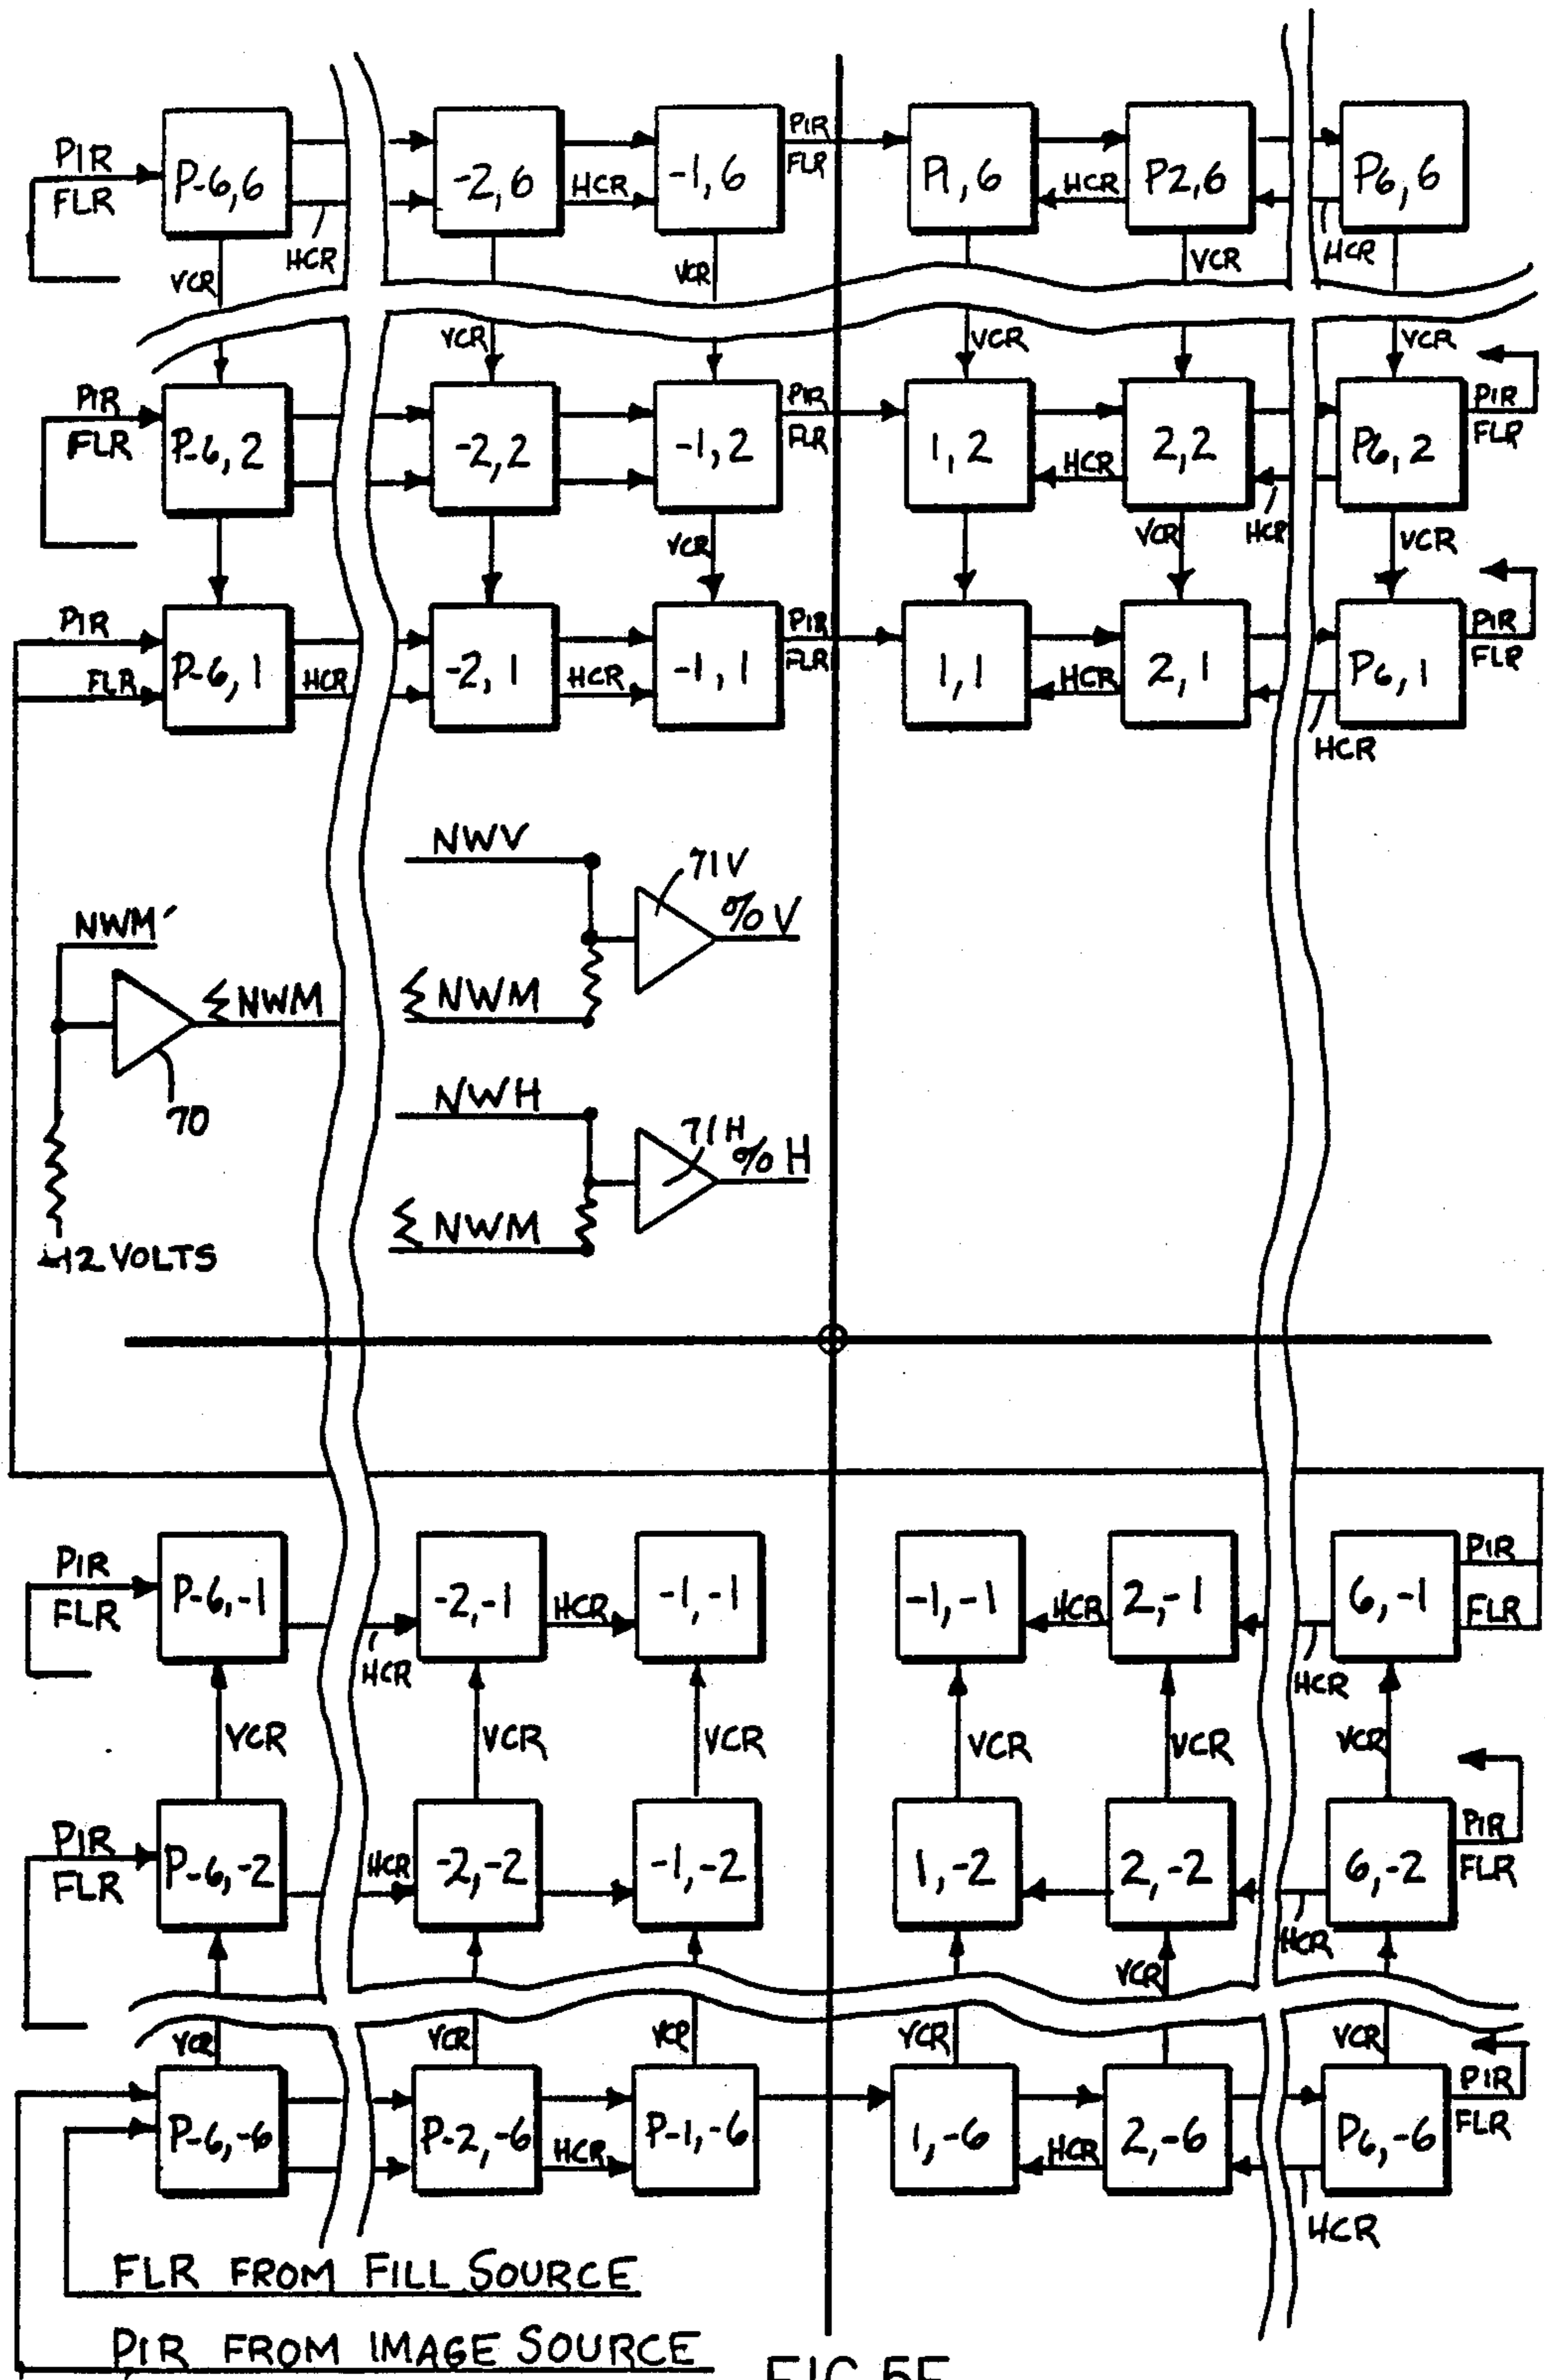 PIR
FLR
P-6,6
-2,6
HCR
-1,6
PIR
FLR
P1,6
HCR
P2,6
P6,6
HCR
VCR
HCR
VCR
VCR
VCR
VCR
VCR
PIR
FLR
P-6,2
-2,2
-1,2
PIR
FLR
1,2
HCR
2,2
HCR
P6,2
PIR
FLR
VCR
VCR
VCR
PIR
FLR
P-6,1
HCR
-2,1
HCR
-1,1
PIR
FLR
1,1
HCR
2,1
P6,1
PIR
FLR
HCR
NWV
71V
%V
ΣNWM
NWM'
ΣNWM
70
NWH
71H
%H
ΣNWM
PIR
FLR
P-6,-1
HCR
-2,-1
HCR
-1,-1
-1,-1
HCR
2,-1
HCR
6,-1
PIR
FLR
VCR
VCR
VCR
VCR
VCR
VCR
PIR
FLR
P-6,-2
HCR
-2,-2
-1,-2
1,-2
2,-2
HCR
6,-2
PIR
FLR
VCR
VCR
VCR
VCR
VCR
VCR
P-6,-6
P-2,-6
HCR
P-1,-6
1,-6
HCR
2,-6
P6,-6
PIR
FLR
HCR
FLR FROM FILL SOURCE
PIR FROM IMAGE SOURCE